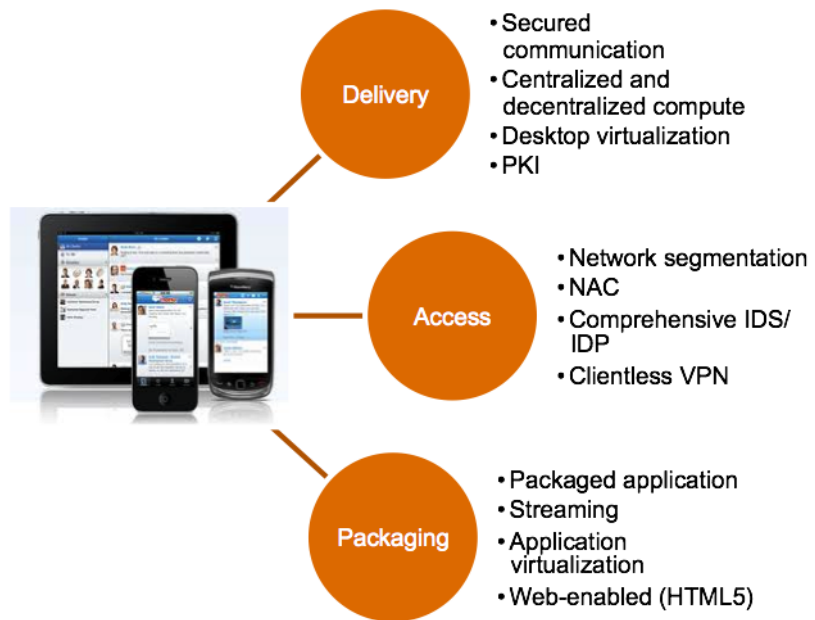 Delivery
• Secured
communication
• Centralized and
decentralized compute
• Desktop virtualization
• PKI
Access
• Network segmentation
• NAC
• Comprehensive IDS/
IDP
• Clientless VPN
Packaging
• Packaged application
• Streaming
• Application
virtualization
• Web-enabled (HTML5)